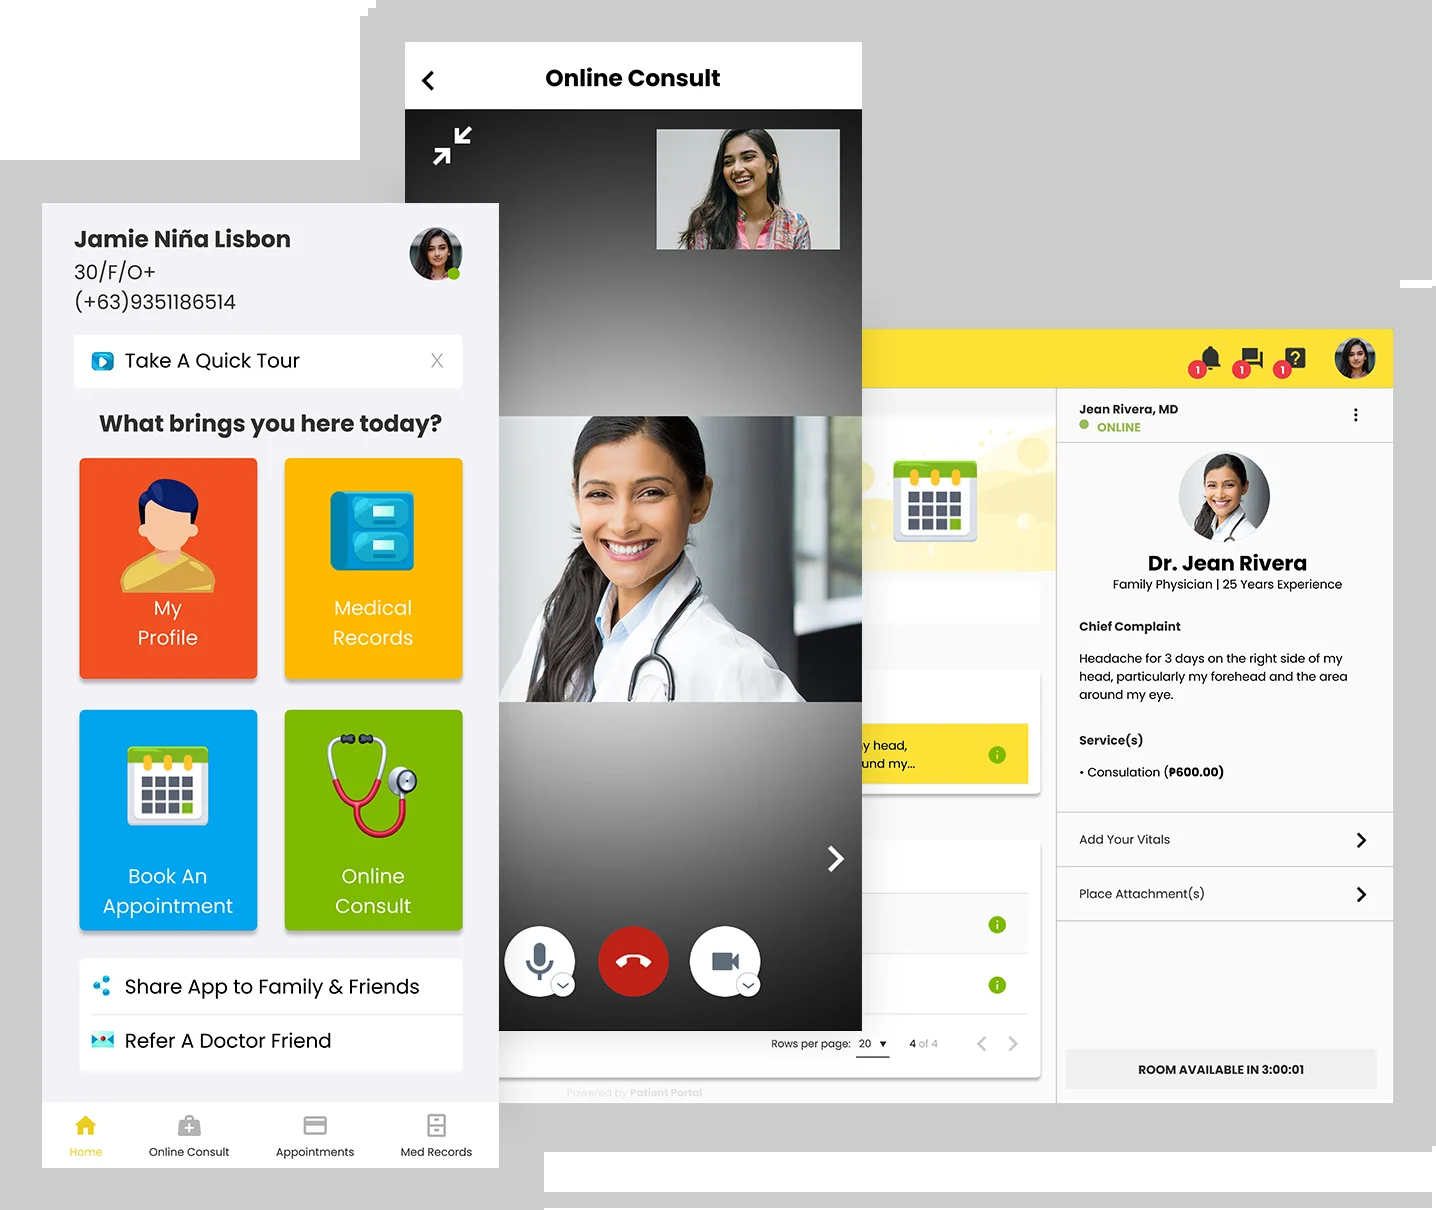 Online Consult
Jamie Niña Lisbon
30/F/O+
(+63)9351186514
Take A Quick Tour
X
What brings you here today?
My
Profile
Medical
Records
Book An
Appointment
Online
Consult
Share App to Family & Friends
Refer A Doctor Friend
Home
Online Consult
Appointments
Med Records
1
1
1
?
Jean Rivera, MD
ONLINE
Dr. Jean Rivera
Family Physician | 25 Years Experience
Chief Complaint
Headache for 3 days on the right side of my
head, particularly my forehead and the area
around my eye.
Service(s)
• Consulation (₱600.00)
Add Your Vitals
Place Attachment(s)
ROOM AVAILABLE IN 3:00:01
y head,
und my...
Rows per page: 20 4 of 4
Powered by Patient Portal